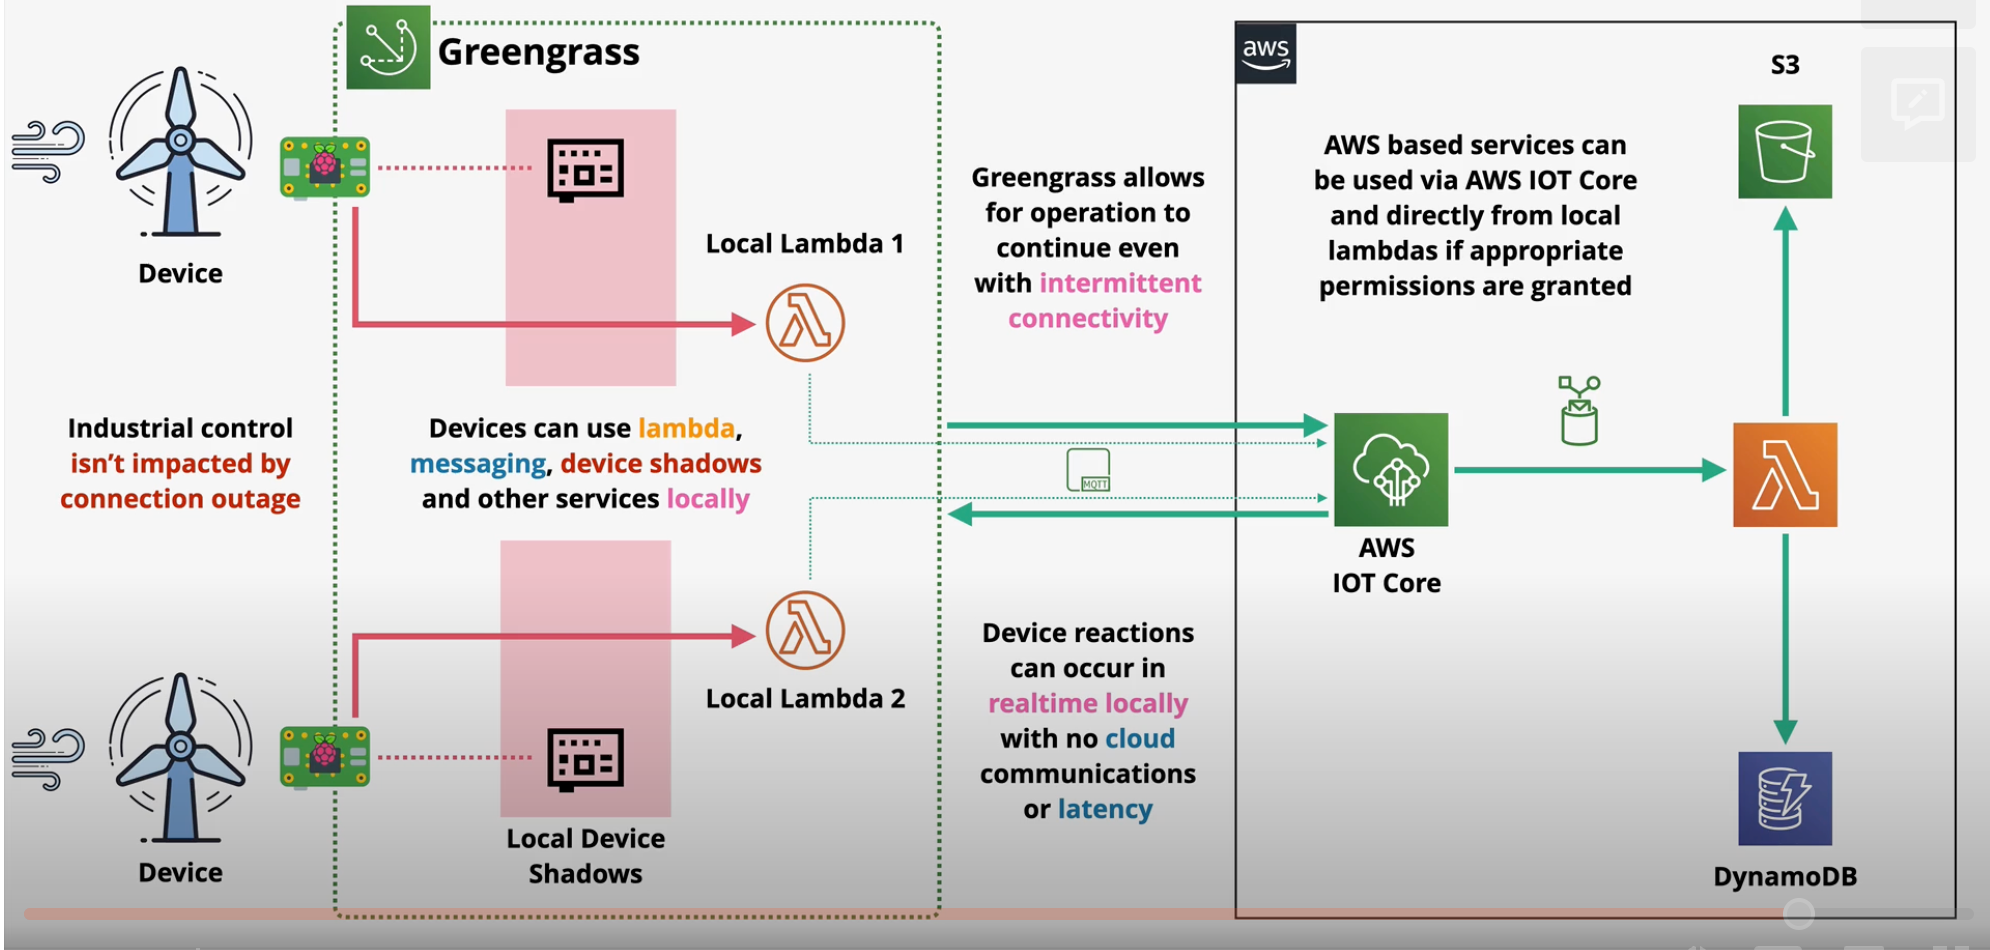 Greengrass
aws
S3
Device
Local Lambda 1
Greengrass allows
for operation to
continue even
with intermittent
connectivity
AWS based services can
be used via AWS IOT Core
and directly from local
lambdas if appropriate
permissions are granted
Industrial control
isn't impacted by
connection outage
Devices can use lambda,
messaging, device shadows
and other services locally
MQTT
AWS
IOT Core
Local Lambda 2
Device reactions
can occur in
realtime locally
with no cloud
communications
or latency
Local Device
Shadows
Device
DynamoDB